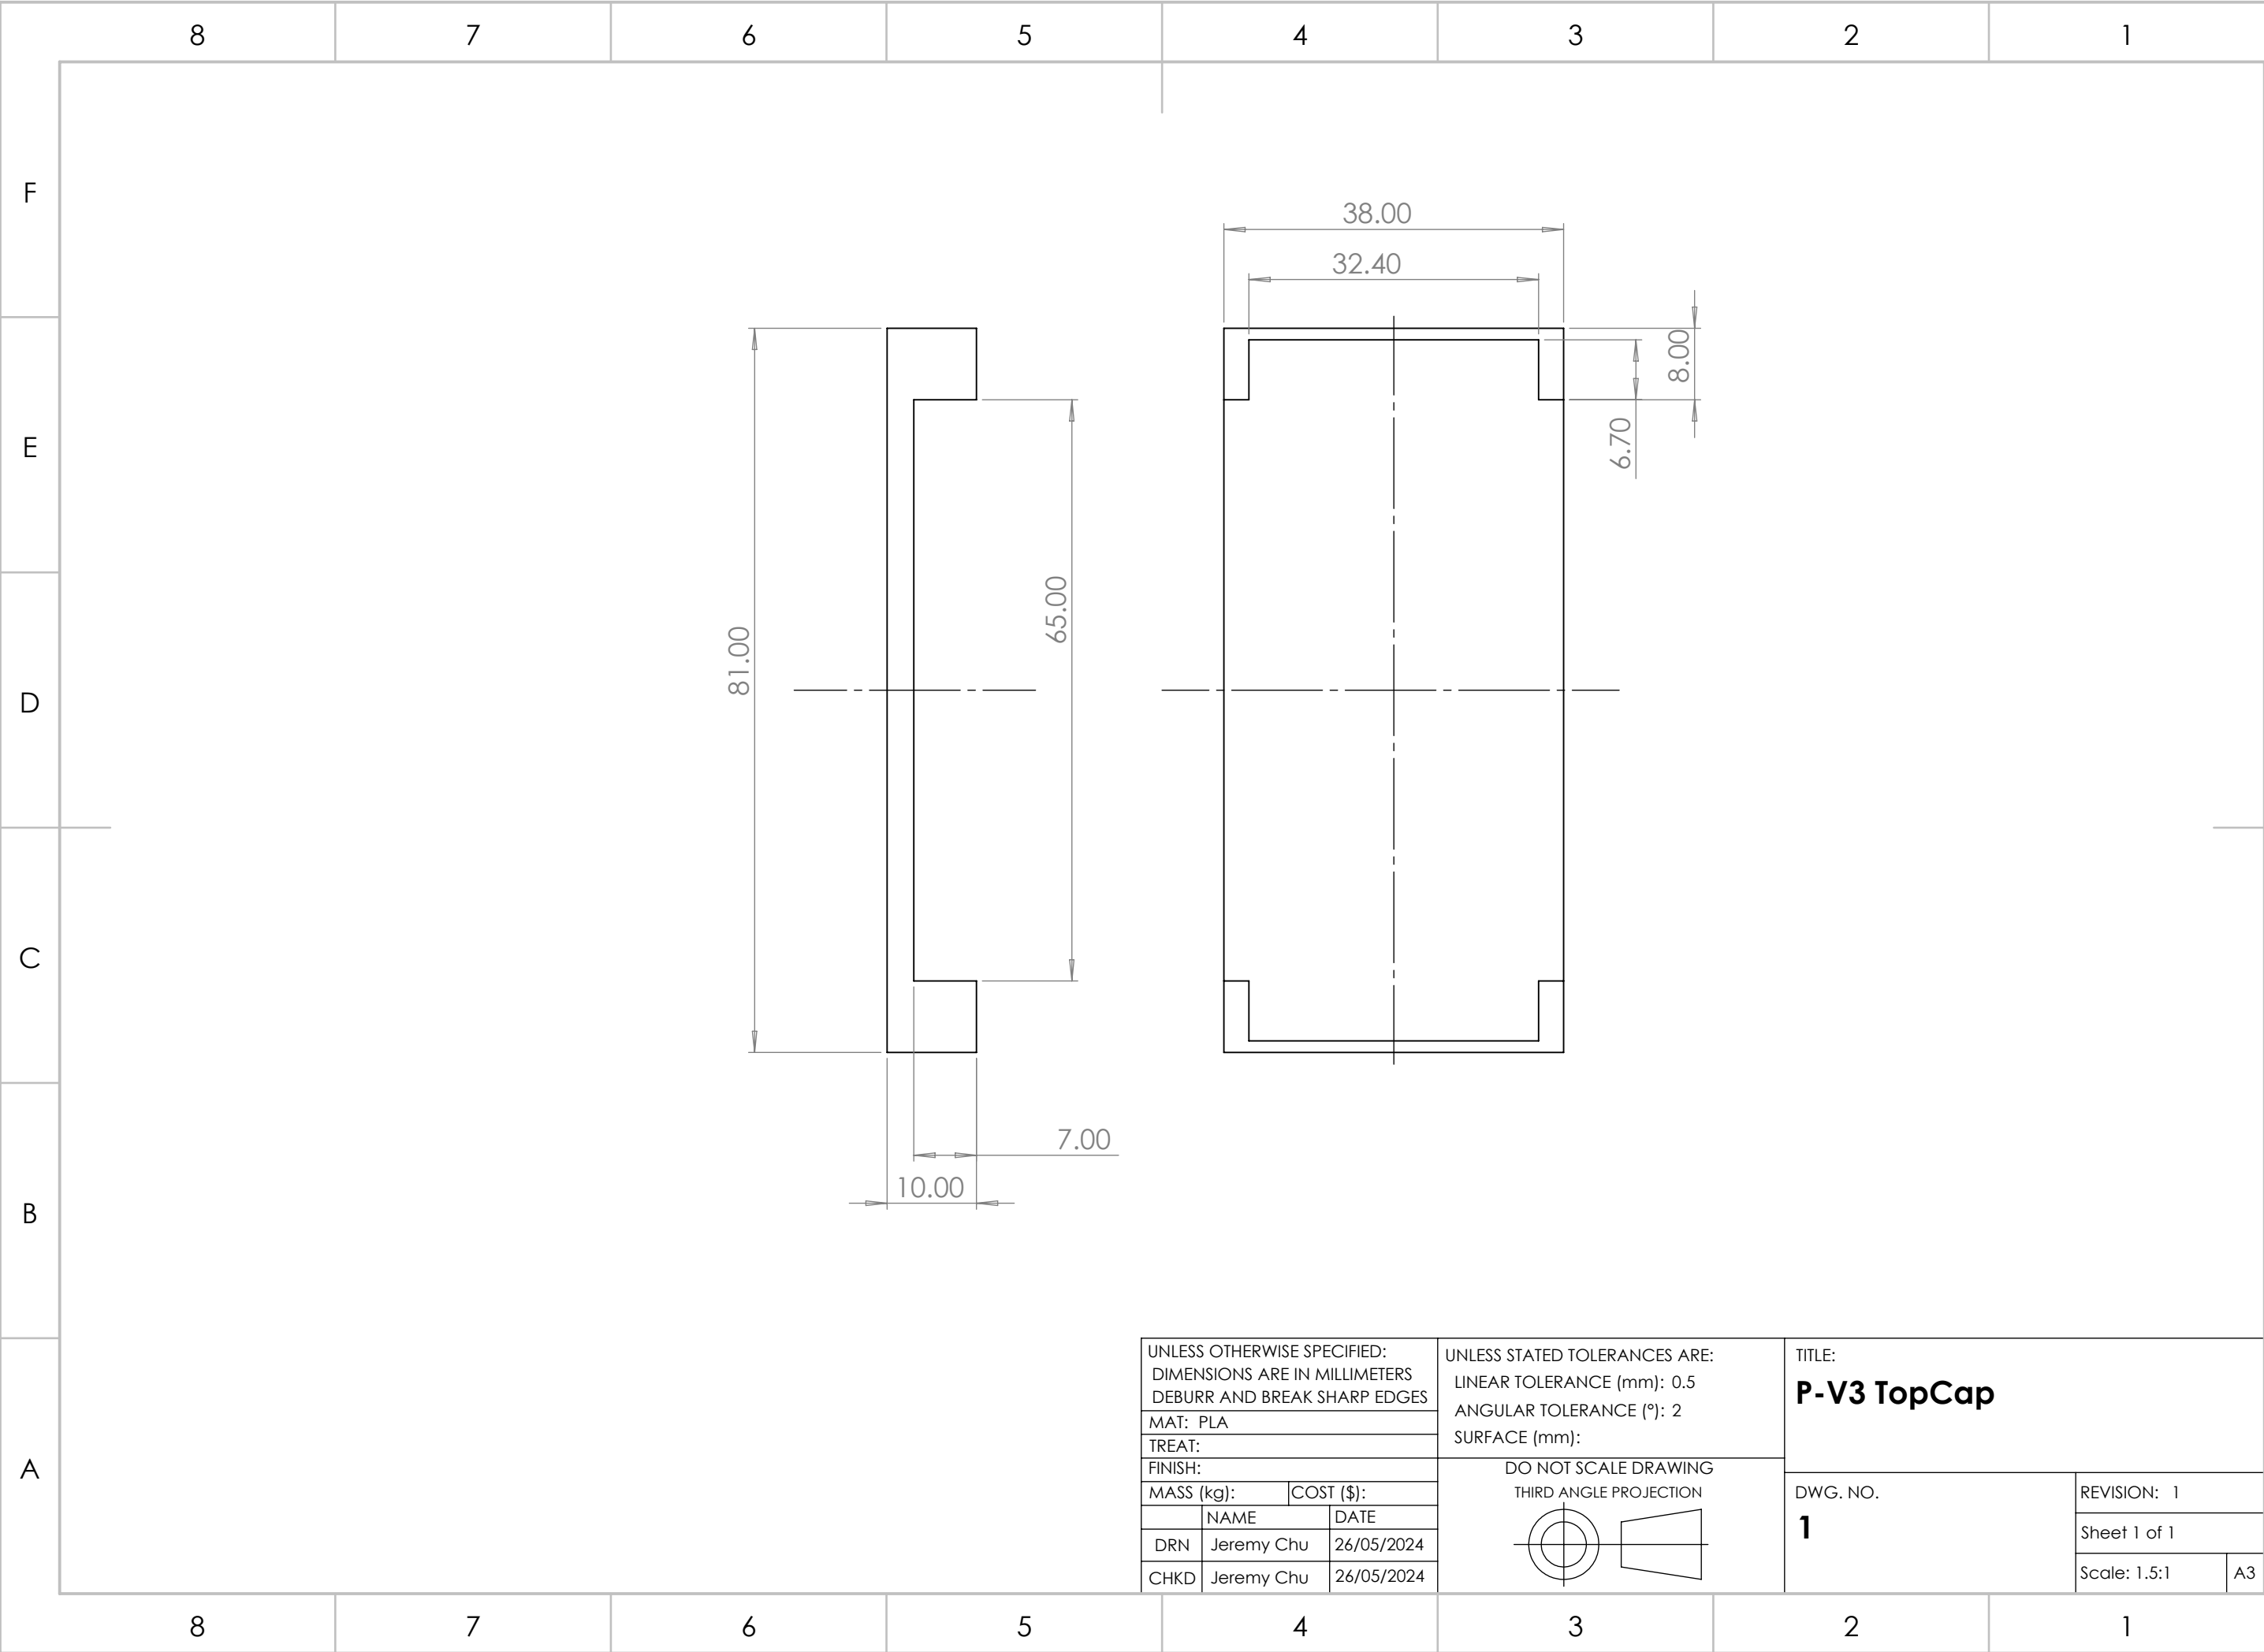 8 7 6 5 4 3 2 1
F
E
D
C
B
A
38.00
32.40
8.00
6.70
81.00
65.00
7.00
10.00
UNLESS OTHERWISE SPECIFIED:
DIMENSIONS ARE IN MILLIMETERS
DEBURR AND BREAK SHARP EDGES
MAT: PLA
TREAT:
FINISH:
MASS (kg): COST ($):
NAME DATE
DRN Jeremy Chu 26/05/2024
CHKD Jeremy Chu 26/05/2024
UNLESS STATED TOLERANCES ARE:
LINEAR TOLERANCE (mm): 0.5
ANGULAR TOLERANCE (°): 2
SURFACE (mm):
DO NOT SCALE DRAWING
THIRD ANGLE PROJECTION
TITLE:
P-V3 TopCap
DWG. NO.
1
REVISION: 1
Sheet 1 of 1
Scale: 1.5:1 A3
8 7 6 5 4 3 2 1